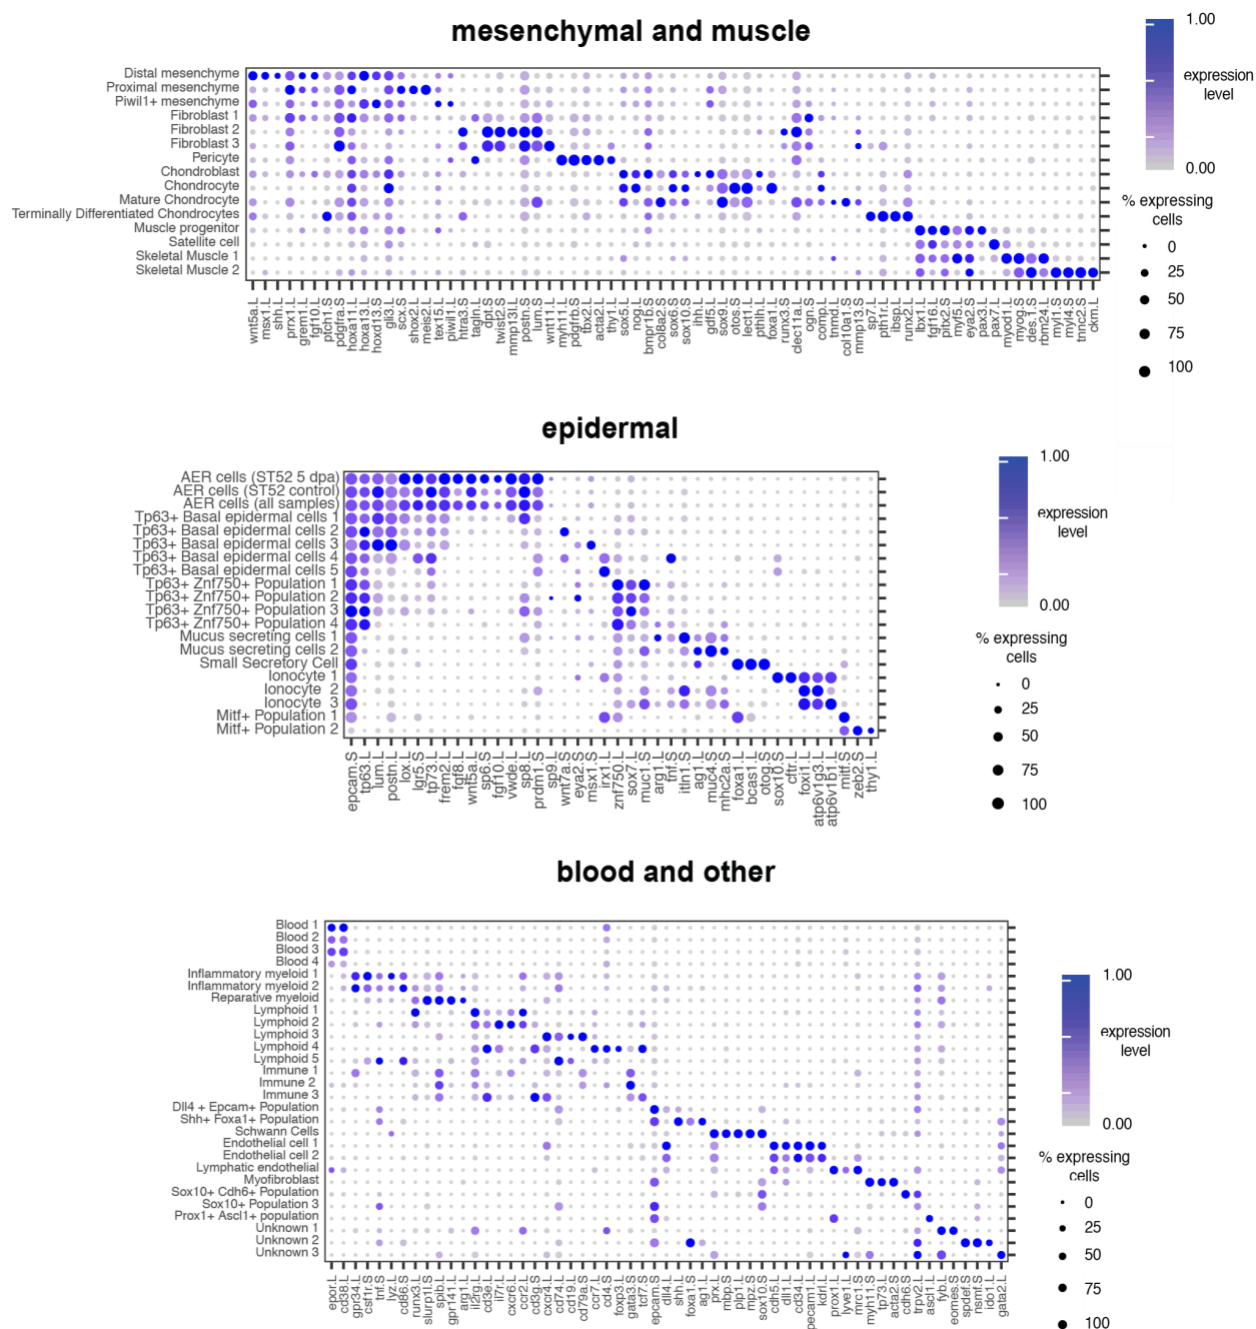 mesenchymal and muscle
Distal mesenchyme
Proximal mesenchyme
Piwil1+ mesenchyme
Fibroblast 1
Fibroblast 2
Fibroblast 3
Pericyte
Chondroblast
Chondrocyte
Mature Chondrocyte
Terminally Differentiated Chondrocytes
Muscle progenitor
Satellite cell
Skeletal Muscle 1
Skeletal Muscle 2
wnt5a.L
msx1.L
shh.L
prrx1.L
grem1.L
fgf10.L
ptch1.S
pdgfra.S
hoxa11.L
hoxa13.L
hoxd13.S
gli3.L
scx.S
shox2.L
meis2.L
tex15.L
piwil1.L
htra3.S
tagln.L
dpt.S
twist2.S
mmp13l.L
postn.S
lum.L
wnt11.L
myh11.L
pdgfrb.S
tbx2.L
acta2.L
thy1.L
sox5.L
nog.L
bmpr1b.S
col8a2.S
sox6.L
sox10.S
ihh.L
gdf5.L
sox9.L
otos.S
lect1.L
pthlh.L
foxa1.L
runx3.S
clec11a.L
ogn.S
comp.L
tnmd.L
col10a1.S
mmp13.S
sp7.L
pth1r.L
ibsp.L
runx2.L
lbx1.L
fgf16.L
pitx2.S
myf5.L
eya2.S
pax3.L
pax7.L
myod1.L
myog.S
des.1.S
rbm24.L
myl1.S
myl4.S
tnnc2.S
ckm.L
1.00
expression
level
0.00
% expressing
cells
0
25
50
75
100
epidermal
AER cells (ST52 5 dpa)
AER cells (ST52 control)
AER cells (all samples)
Tp63+ Basal epidermal cells 1
Tp63+ Basal epidermal cells 2
Tp63+ Basal epidermal cells 3
Tp63+ Basal epidermal cells 4
Tp63+ Basal epidermal cells 5
Tp63+ Znf750+ Population 1
Tp63+ Znf750+ Population 2
Tp63+ Znf750+ Population 3
Tp63+ Znf750+ Population 4
Mucus secreting cells 1
Mucus secreting cells 2
Small Secretory Cell
Ionocyte 1
Ionocyte 2
Ionocyte 3
Mitf+ Population 1
Mitf+ Population 2
epcam.S
tp63.L
lum.L
postn.L
lox.L
lgr5.S
tp73.L
frem2.L
fgf8.L
wnt5a.L
sp6.S
fgf10.L
vwde.L
sp8.L
prdm1.S
sp9.L
wnt7a.S
eya2.S
msx1.S
irx1.L
znf750.L
sox7.L
muc1.S
arg1.L
tnf.S
itln1.S
ag1.L
muc4.S
mhc2a.S
foxa1.L
bcas1.L
otog.S
sox10.S
cftr.L
foxi1.L
atp6v1g3.L
atp6v1b1.L
mitf.S
zeb2.S
thy1.L
1.00
expression
level
0.00
% expressing
cells
0
25
50
75
100
blood and other
Blood 1
Blood 2
Blood 3
Blood 4
Inflammatory myeloid 1
Inflammatory myeloid 2
Reparative myeloid
Lymphoid 1
Lymphoid 2
Lymphoid 3
Lymphoid 4
Lymphoid 5
Immune 1
Immune 2
Immune 3
Dll4 + Epcam+ Population
Shh+ Foxa1+ Population
Schwann Cells
Endothelial cell 1
Endothelial cell 2
Lymphatic endothelial
Myofibroblast
Sox10+ Cdh6+ Population
Sox10+ Population 3
Prox1+ Ascl1+ population
Unknown 1
Unknown 2
Unknown 3
epor.L
cd38.L
gpr34.L
csf1r.S
tnf.S
lyz.L
cd86.S
runx3.L
slurp1l.S
spib.L
gpr141.L
arg1.L
il2rg.L
cd3e.L
il7r.L
cxcr6.L
ccr2.L
cd3g.S
cxcr4.L
cd74.L
cd19.L
cd79a.S
ccr7.L
cd4.S
foxp3.L
gata3.S
tcf7.L
epcam.S
dll4.L
shh.L
foxa1.S
ag1.L
prx.L
mbp.S
plp1.L
mpz.S
sox10.S
cdh5.L
dll1.L
cd34.L
pecam1.L
kdrl.L
prox1.L
lyve1.L
mrc1.S
myh11.S
tp73.L
acta2.S
cdh6.S
trpv2.L
ascl1.L
fyb.L
eomes.S
spdef.S
nsmf.S
ido1.L
gata2.L
1.00
expression
level
0.00
% expressing
cells
0
25
50
75
100